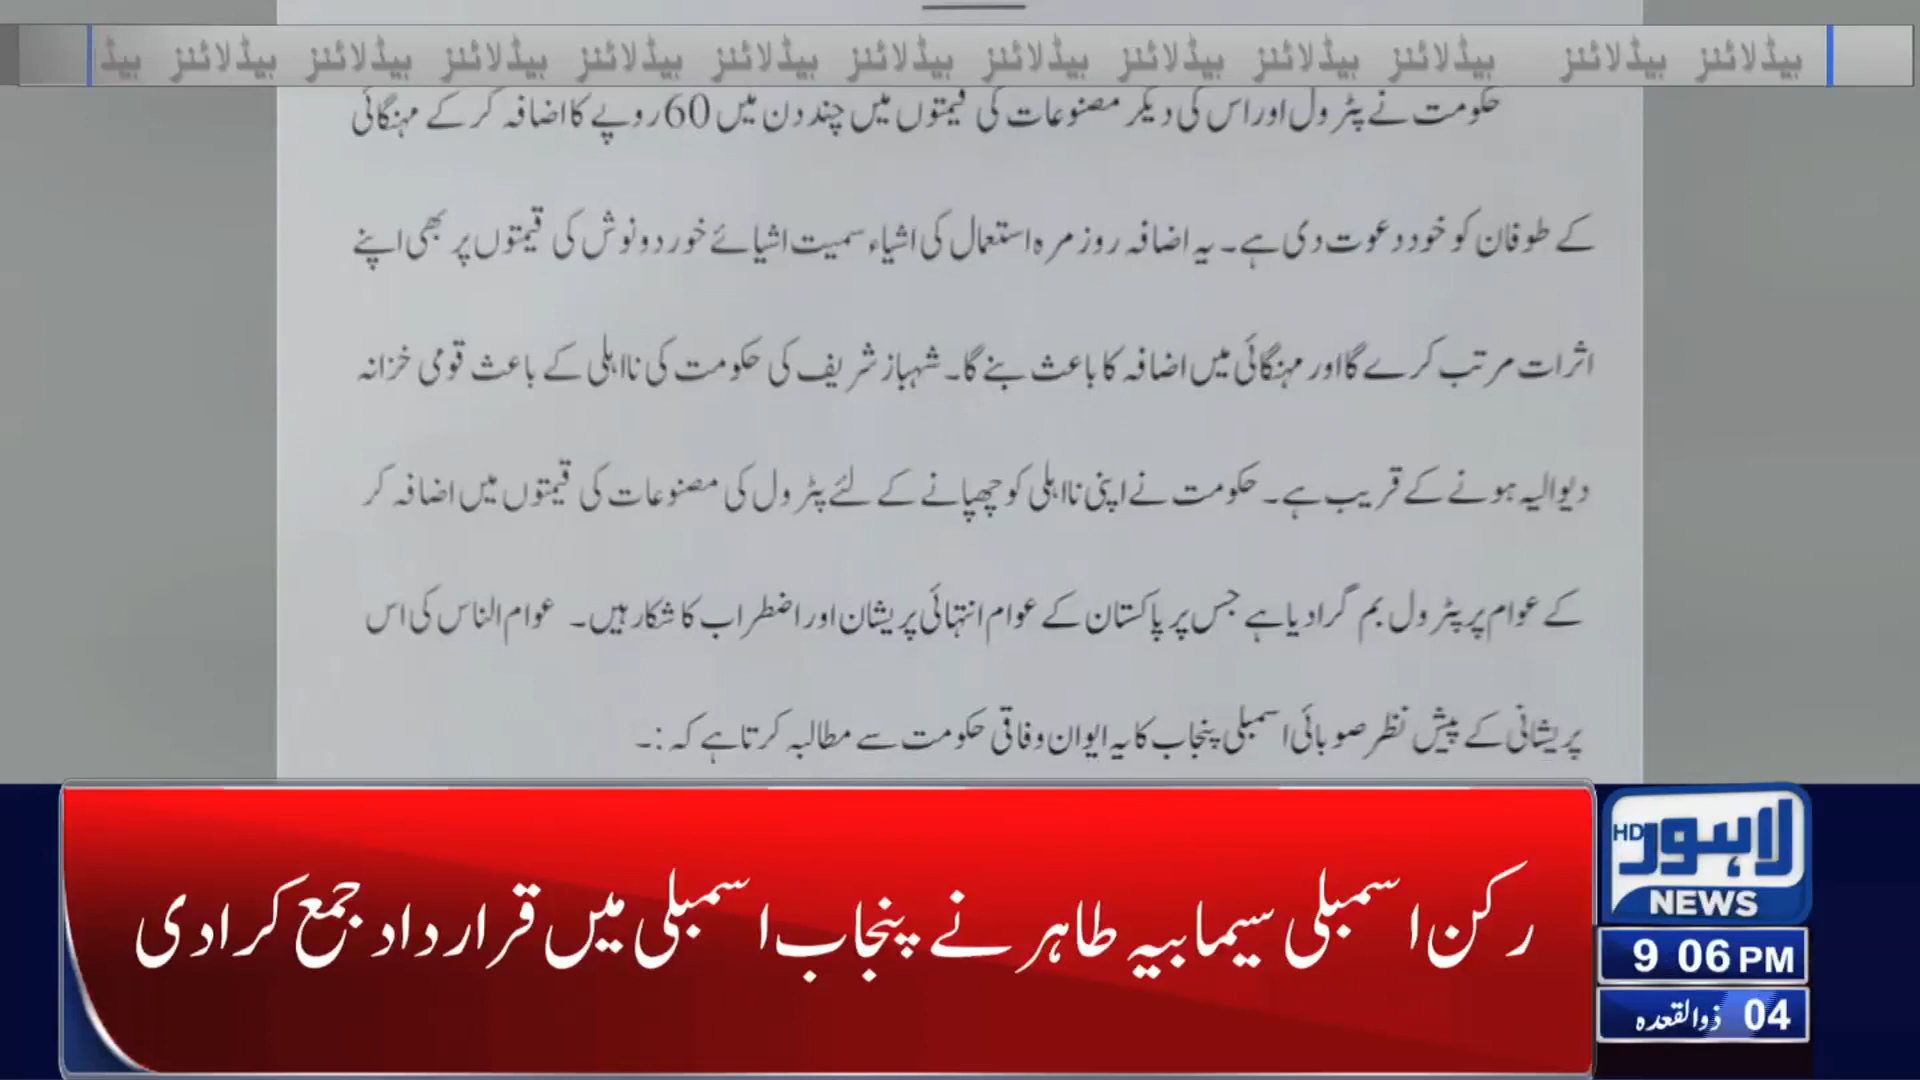 ہیڈلائنز ہیڈلائنز ہیڈلائنز ہیڈلائنز ہیڈلائنز ہیڈلائنز ہیڈلائنز ہیڈلائنز ہیڈلائنز ہیڈلائنز ہیڈلائنز ہیڈلائنز ہیڈ
حکومت نے پٹرول اور اس کی دیگر مصنوعات کی قیمتوں میں چند دن میں 60 روپے کا اضافہ کر کے مہنگائی
کے طوفان کو خود دعوت دی ہے۔ یہ اضافہ روزمرہ استعمال کی اشیاء سمیت اشیائے خوردونوش کی قیمتوں پر بھی اپنے
اثرات مرتب کرے گا اور مہنگائی میں اضافہ کا باعث بنے گا۔ شہباز شریف کی حکومت کی نااہلی کے باعث قومی خزانہ
دیوالیہ ہونے کے قریب ہے۔ حکومت نے اپنی نااہلی کو چھپانے کے لئے پٹرول کی مصنوعات کی قیمتوں میں اضافہ کر
کے عوام پر پٹرول بم گرا دیا ہے جس پر پاکستان کے عوام انتہائی پریشان اور اضطراب کا شکار ہیں۔ عوام الناس کی اس
پریشانی کے پیش نظر صوبائی اسمبلی پنجاب کا یہ ایوان وفاقی حکومت سے مطالبہ کرتا ہے کہ:۔
رکن اسمبلی سیمابیہ طاہر نے پنجاب اسمبلی میں قرارداد جمع کرا دی
لاہور HD
NEWS
9 06 PM
04 ذوالقعدہ